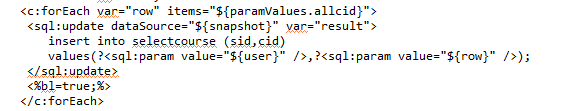 <c:forEach var="row" items="${paramValues.allcid}">
<sql:update dataSource="${snapshot}" var="result">
insert into selectcourse (sid,cid)
values(?<sql:param value="${user}" />,?<sql:param value="${row}" />);
</sql:update>
<%bl=true;%>
</c:forEach>